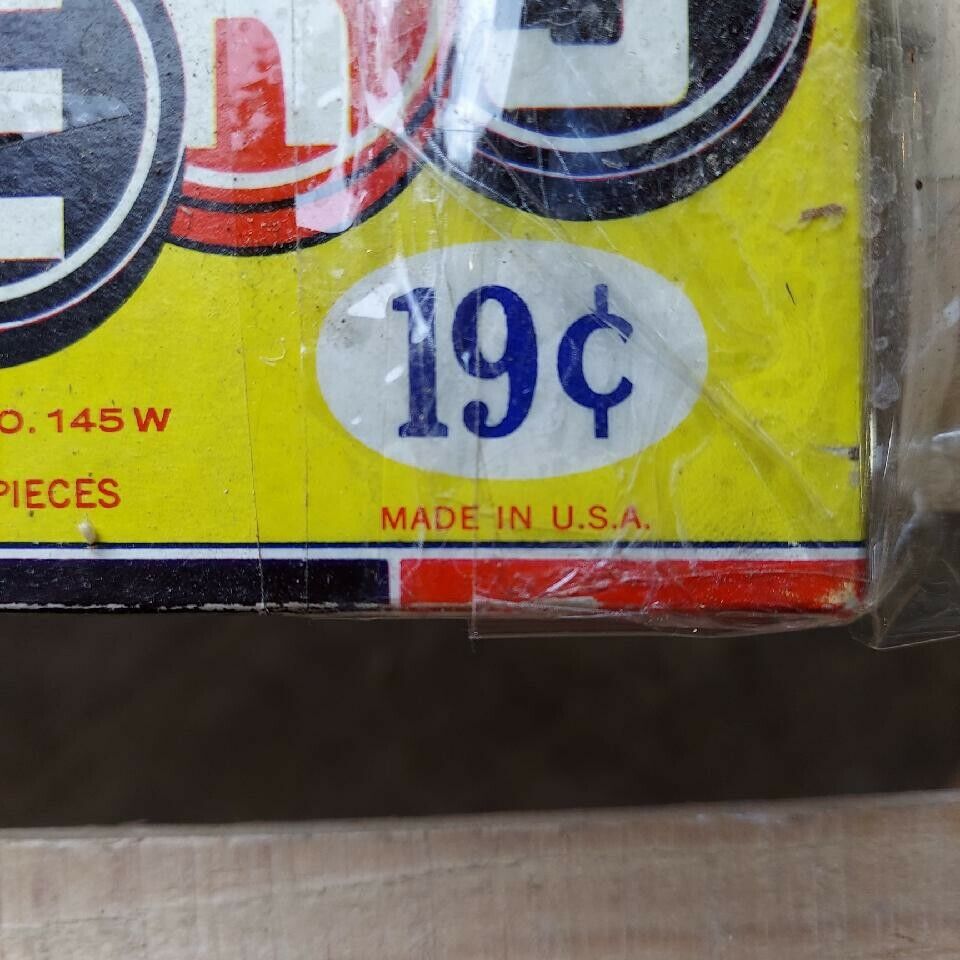 19¢
O. 145 W
PIECES
MADE IN U.S.A.